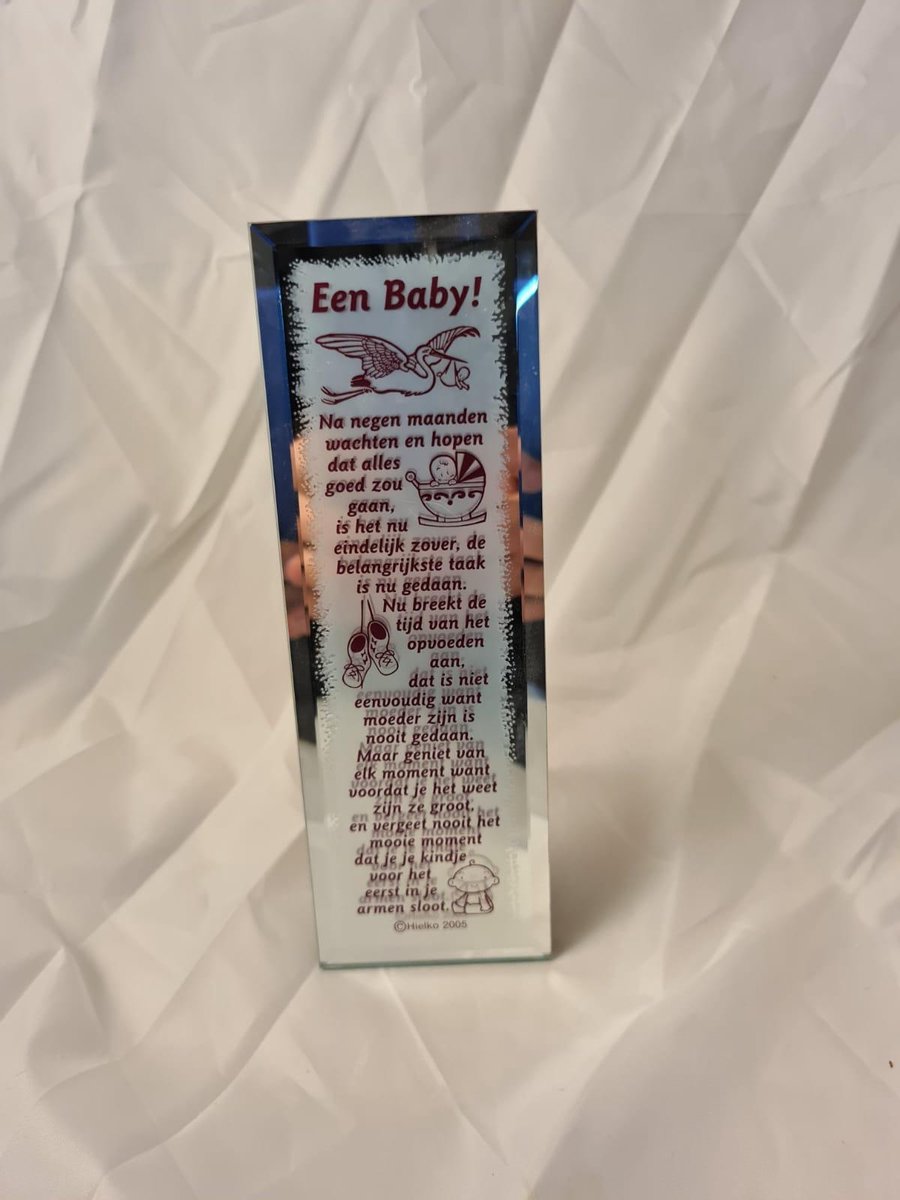 Een Baby!
Na negen maanden
wachten en hopen
dat alles
goed zou
gaan,
is het nu
eindelijk zover, de
belangrijkste taak
is nu gedaan.
Nu breekt de
tijd van het
opvoeden
aan,
dat is niet
eenvoudig want
moeder zijn is
nooit gedaan.
Maar geniet van
elk moment want
voordat je het weet
zijn ze groot,
en vergeet nooit het
mooie moment
dat je je kindje
voor het
eerst in je
armen sloot.
©Hielko 2005